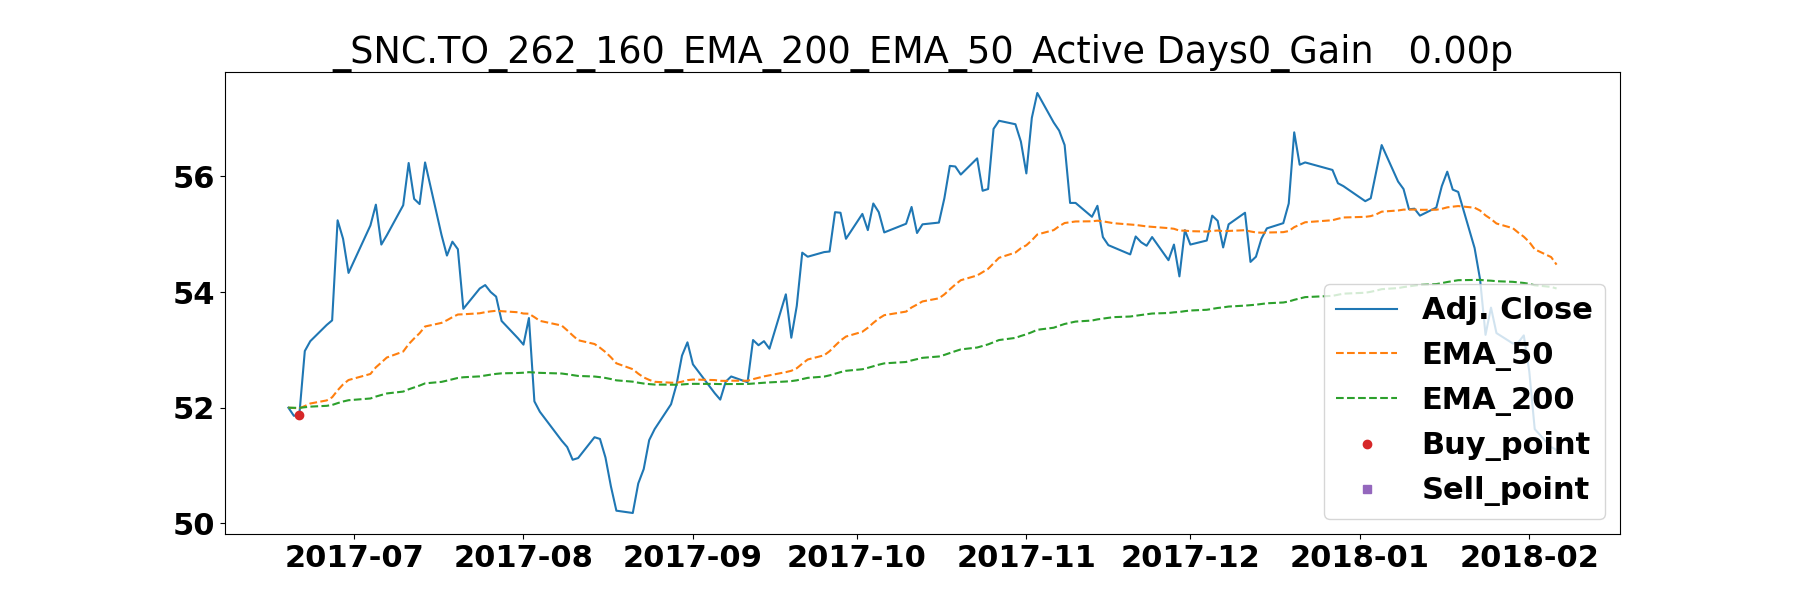 _SNC.TO_262_160_EMA_200_EMA_50_Active Days0_Gain   0.00p
56
54
52
50
Adj. Close
EMA_50
EMA_200
Buy_point
Sell_point
2017-07 2017-08 2017-09 2017-10 2017-11 2017-12 2018-01 2018-02